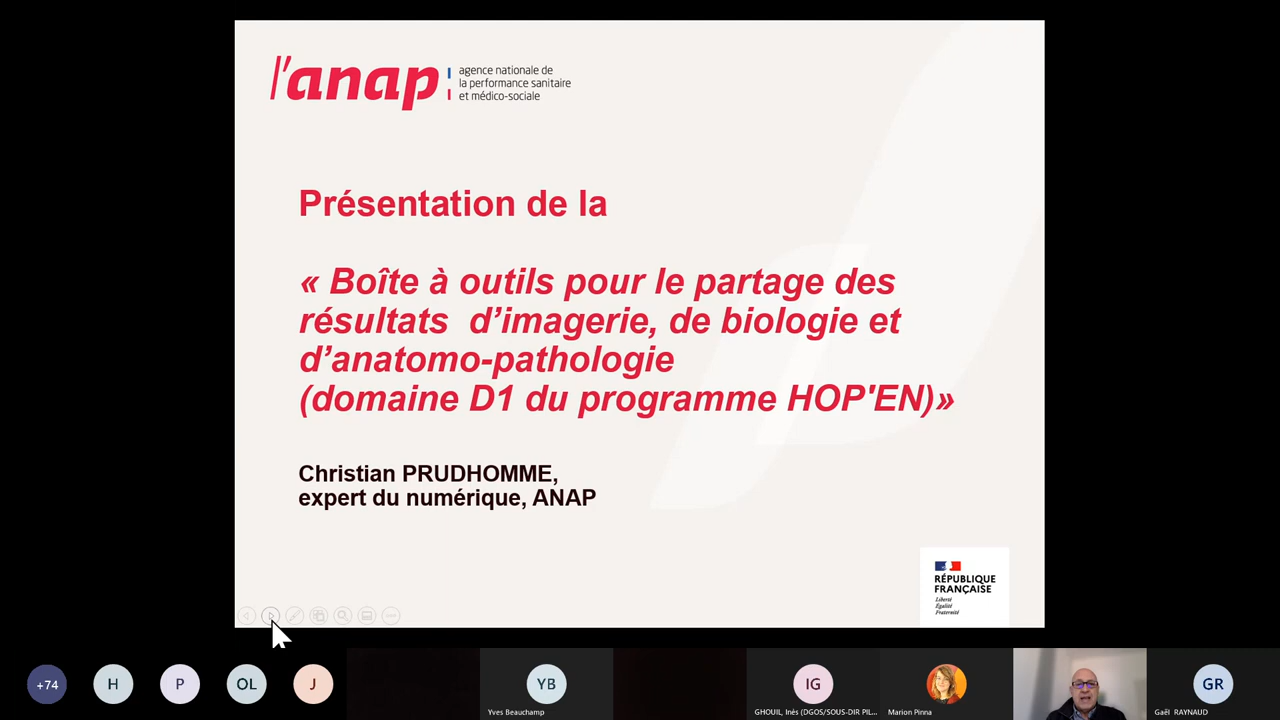 l'anap
agence nationale de
la performance sanitaire
et médico-sociale
Présentation de la
« Boîte à outils pour le partage des
résultats d’imagerie, de biologie et
d’anatomo-pathologie
(domaine D1 du programme HOP'EN)»
Christian PRUDHOMME,
expert du numérique, ANAP
RÉPUBLIQUE
FRANÇAISE
Liberté
Égalité
Fraternité
+74
H
P
OL
J
YB
Yves Beauchamp
IG
GHOUIL, Inès (DGOS/SOUS-DIR PIL...
Marion Pinna
GR
Gaël RAYNAUD